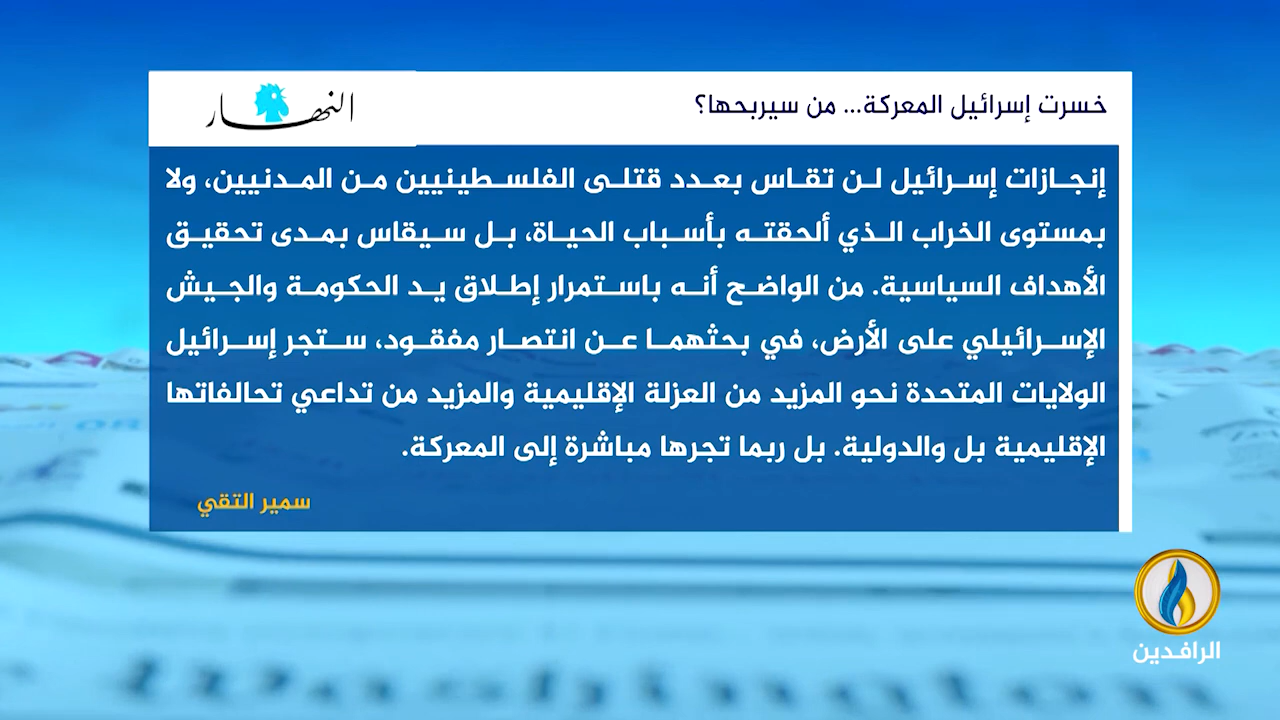 النهار
خسرت إسرائيل المعركة... من سيربحها؟
إنجازات إسرائيل لن تقاس بعدد قتلى الفلسطينيين من المدنيين، ولا
بمستوى الخراب الذي ألحقته بأسباب الحياة، بل سيقاس بمدى تحقيق
الأهداف السياسية. من الواضح أنه باستمرار إطلاق يد الحكومة والجيش
الإسرائيلي على الأرض، في بحثهما عن انتصار مفقود، ستجر إسرائيل
الولايات المتحدة نحو المزيد من العزلة الإقليمية والمزيد من تداعي تحالفاتها
الإقليمية بل والدولية. بل ربما تجرها مباشرة إلى المعركة.
سمير التقي
الرافدين